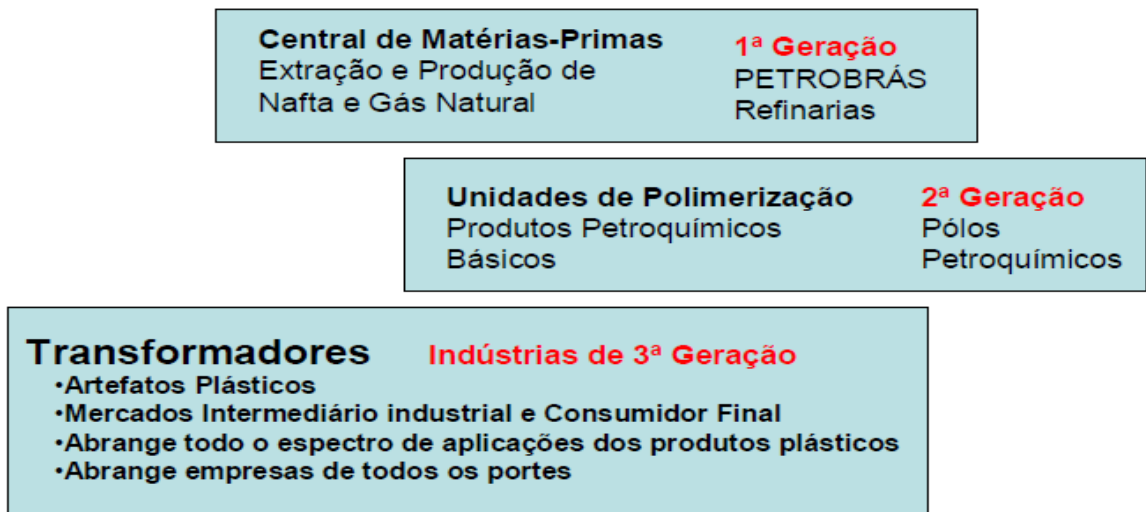 Central de Matérias-Primas
Extração e Produção de
Nafta e Gás Natural
1ª Geração
PETROBRÁS
Refinarias
Unidades de Polimerização
Produtos Petroquímicos
Básicos
2ª Geração
Pólos
Petroquímicos
Transformadores Indústrias de 3ª Geração
•Artefatos Plásticos
•Mercados Intermediário industrial e Consumidor Final
•Abrange todo o espectro de aplicações dos produtos plásticos
•Abrange empresas de todos os portes